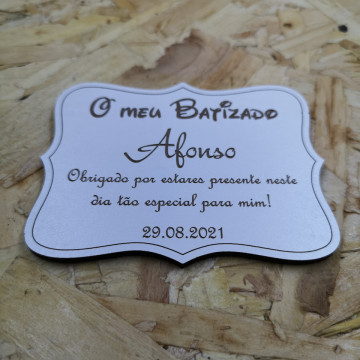 O meu Batizado
Afonso
Obrigado por estares presente neste
dia tão especial para mim!
29.08.2021